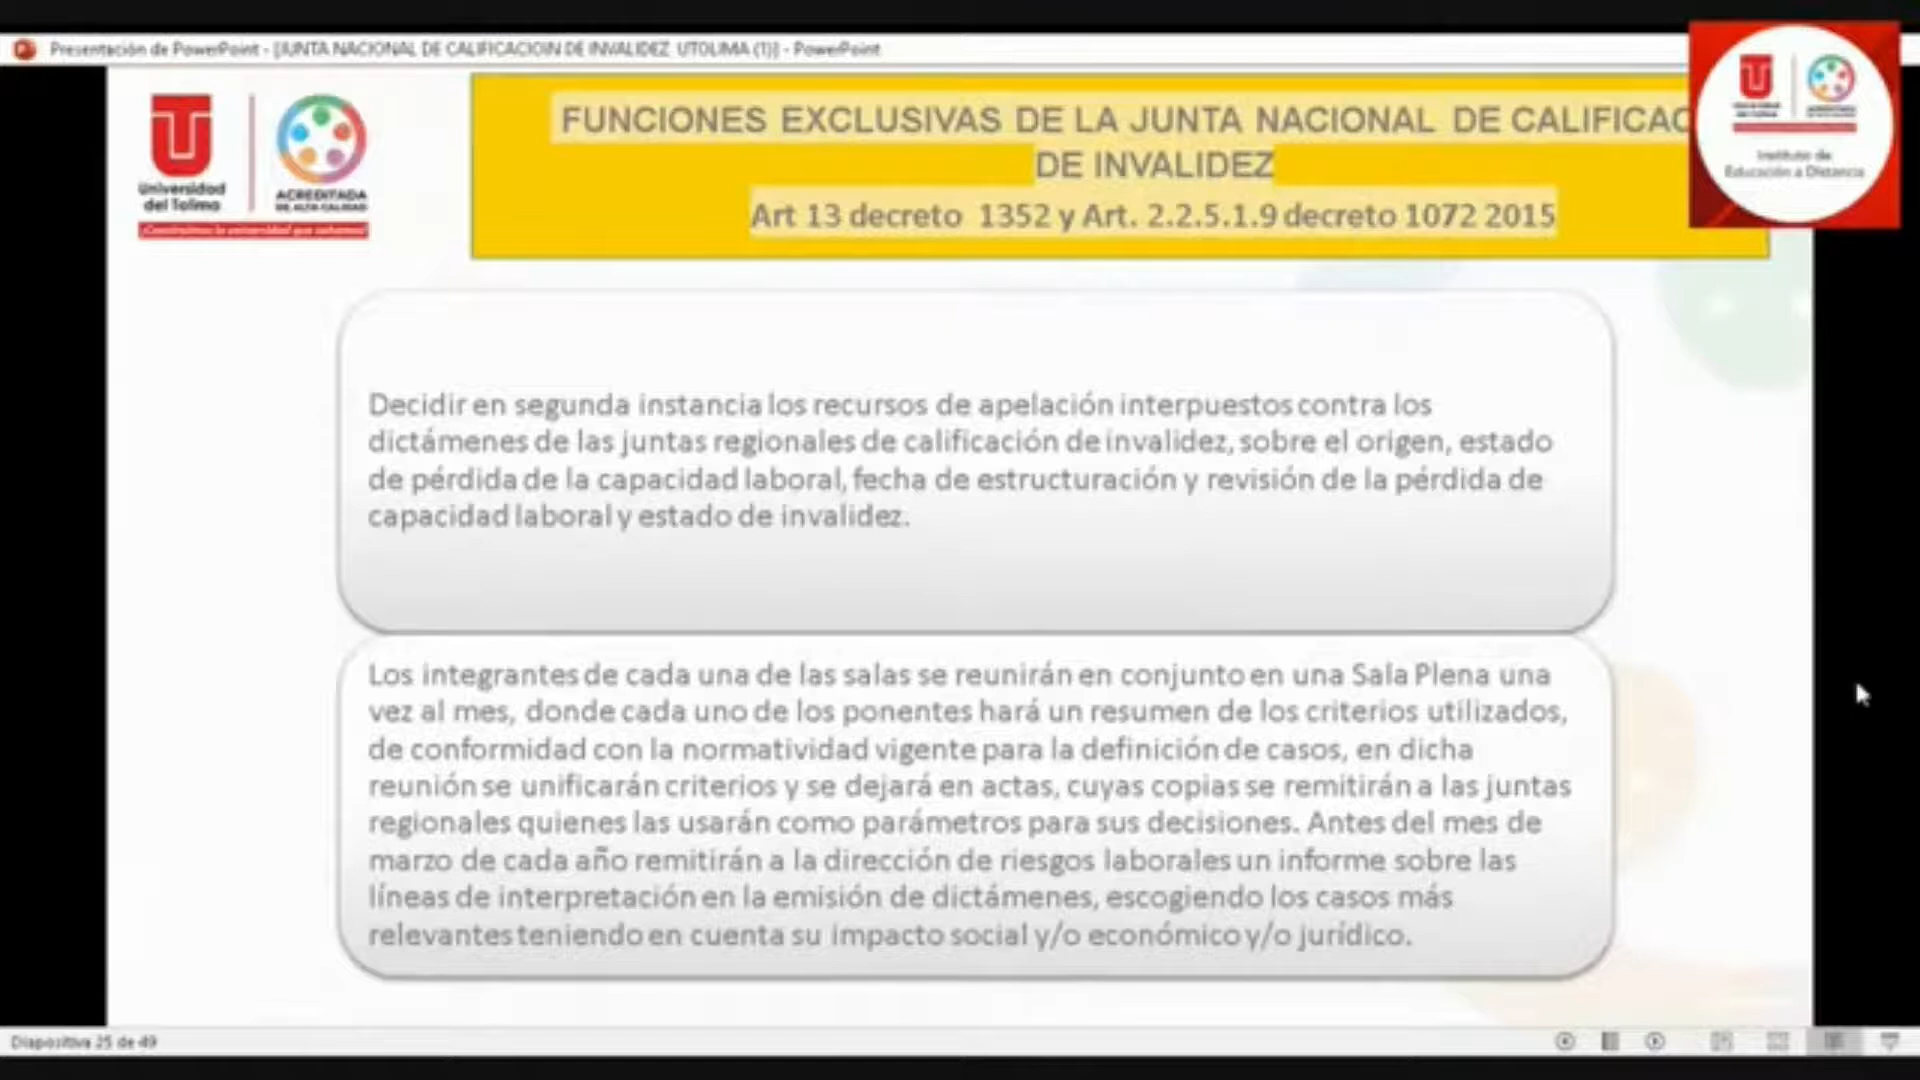 Presentación de PowerPoint - [JUNTA NACIONAL DE CALIFICACION DE INVALIDEZ UTOLIMA (1)] - PowerPoint
Universidad
del Tolima
ACREDITADA
DE ALTA CALIDAD
¡Construimos la universidad que soñamos!
FUNCIONES EXCLUSIVAS DE LA JUNTA NACIONAL DE CALIFICAC
DE INVALIDEZ
Art 13 decreto 1352 y Art. 2.2.5.1.9 decreto 1072 2015
Instituto de
Educación a Distancia
Decidir en segunda instancia los recursos de apelación interpuestos contra los
dictámenes de las juntas regionales de calificación de invalidez, sobre el origen, estado
de pérdida de la capacidad laboral, fecha de estructuración y revisión de la pérdida de
capacidad laboral y estado de invalidez.
Los integrantes de cada una de las salas se reunirán en conjunto en una Sala Plena una
vez al mes, donde cada uno de los ponentes hará un resumen de los criterios utilizados,
de conformidad con la normatividad vigente para la definición de casos, en dicha
reunión se unificarán criterios y se dejará en actas, cuyas copias se remitirán a las juntas
regionales quienes las usarán como parámetros para sus decisiones. Antes del mes de
marzo de cada año remitirán a la dirección de riesgos laborales un informe sobre las
líneas de interpretación en la emisión de dictámenes, escogiendo los casos más
relevantes teniendo en cuenta su impacto social y/o económico y/o jurídico.
Diapositiva 25 de 49